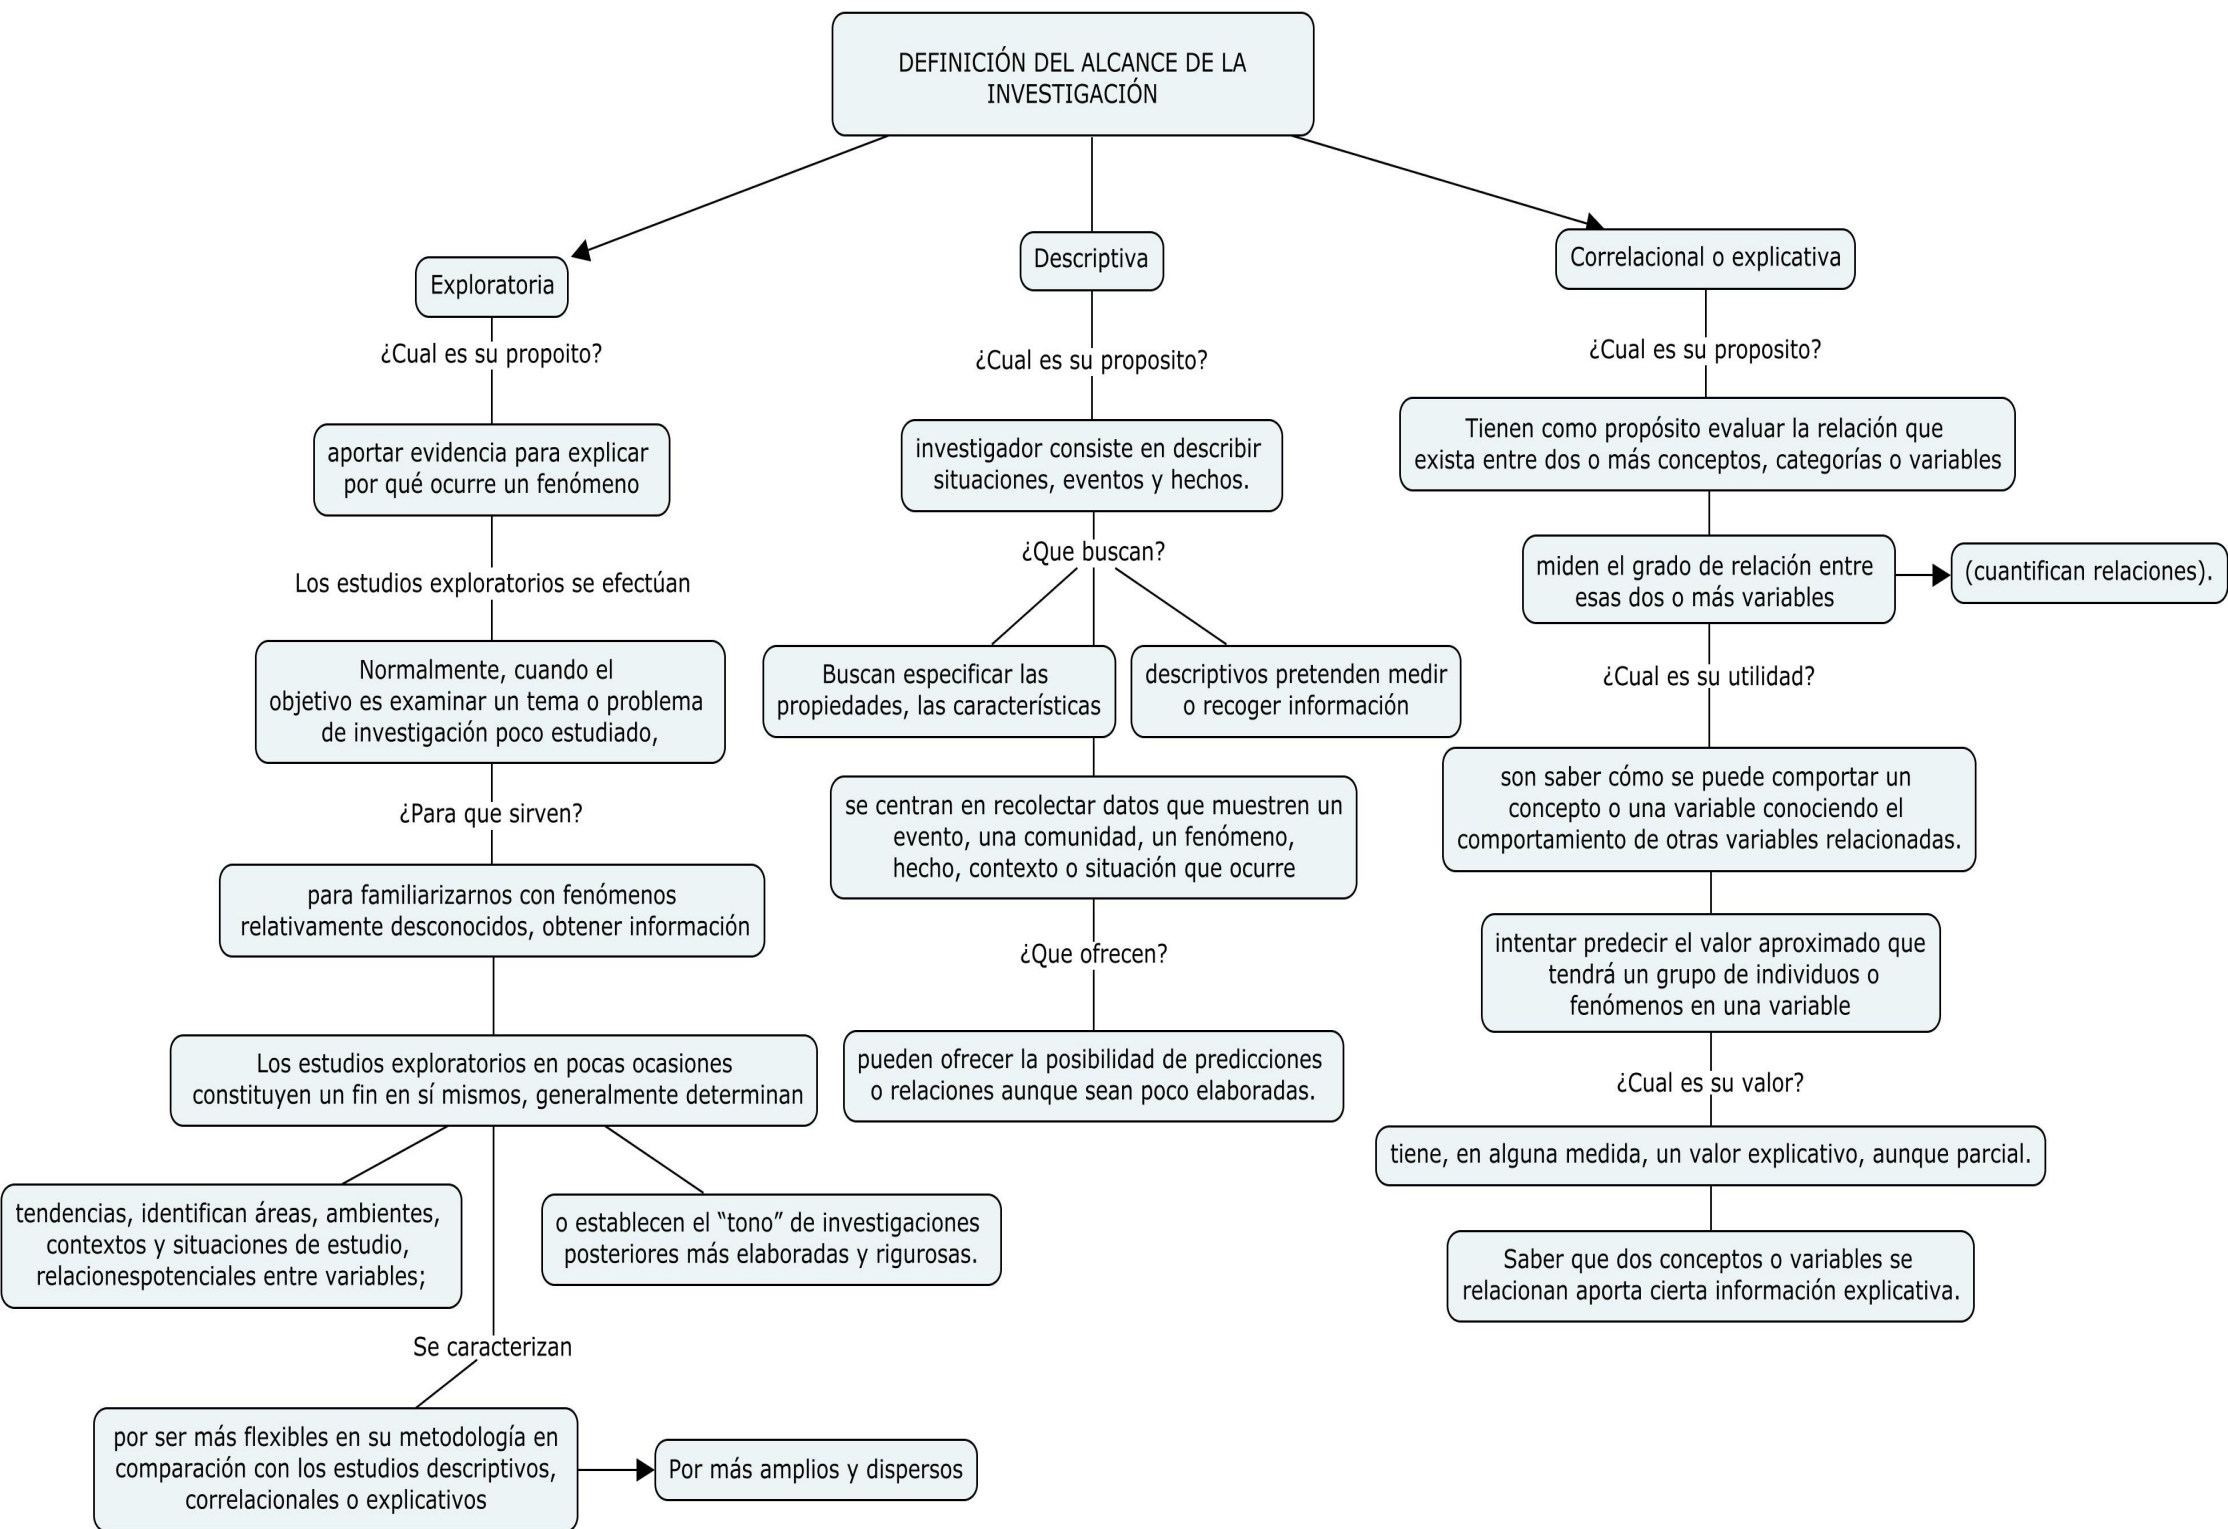 DEFINICIÓN DEL ALCANCE DE LA
INVESTIGACIÓN
Exploratoria
¿Cual es su propoito?
aportar evidencia para explicar
por qué ocurre un fenómeno
Los estudios exploratorios se efectúan
Normalmente, cuando el
objetivo es examinar un tema o problema
de investigación poco estudiado,
¿Para que sirven?
para familiarizarnos con fenómenos
relativamente desconocidos, obtener información
Los estudios exploratorios en pocas ocasiones
constituyen un fin en sí mismos, generalmente determinan
tendencias, identifican áreas, ambientes,
contextos y situaciones de estudio,
relacionespotenciales entre variables;
o establecen el “tono” de investigaciones
posteriores más elaboradas y rigurosas.
Se caracterizan
por ser más flexibles en su metodología en
comparación con los estudios descriptivos,
correlacionales o explicativos
Por más amplios y dispersos
Descriptiva
¿Cual es su proposito?
investigador consiste en describir
situaciones, eventos y hechos.
¿Que buscan?
Buscan especificar las
propiedades, las características
descriptivos pretenden medir
o recoger información
se centran en recolectar datos que muestren un
evento, una comunidad, un fenómeno,
hecho, contexto o situación que ocurre
¿Que ofrecen?
pueden ofrecer la posibilidad de predicciones
o relaciones aunque sean poco elaboradas.
Correlacional o explicativa
¿Cual es su proposito?
Tienen como propósito evaluar la relación que
exista entre dos o más conceptos, categorías o variables
miden el grado de relación entre
esas dos o más variables
(cuantifican relaciones).
¿Cual es su utilidad?
son saber cómo se puede comportar un
concepto o una variable conociendo el
comportamiento de otras variables relacionadas.
intentar predecir el valor aproximado que
tendrá un grupo de individuos o
fenómenos en una variable
¿Cual es su valor?
tiene, en alguna medida, un valor explicativo, aunque parcial.
Saber que dos conceptos o variables se
relacionan aporta cierta información explicativa.